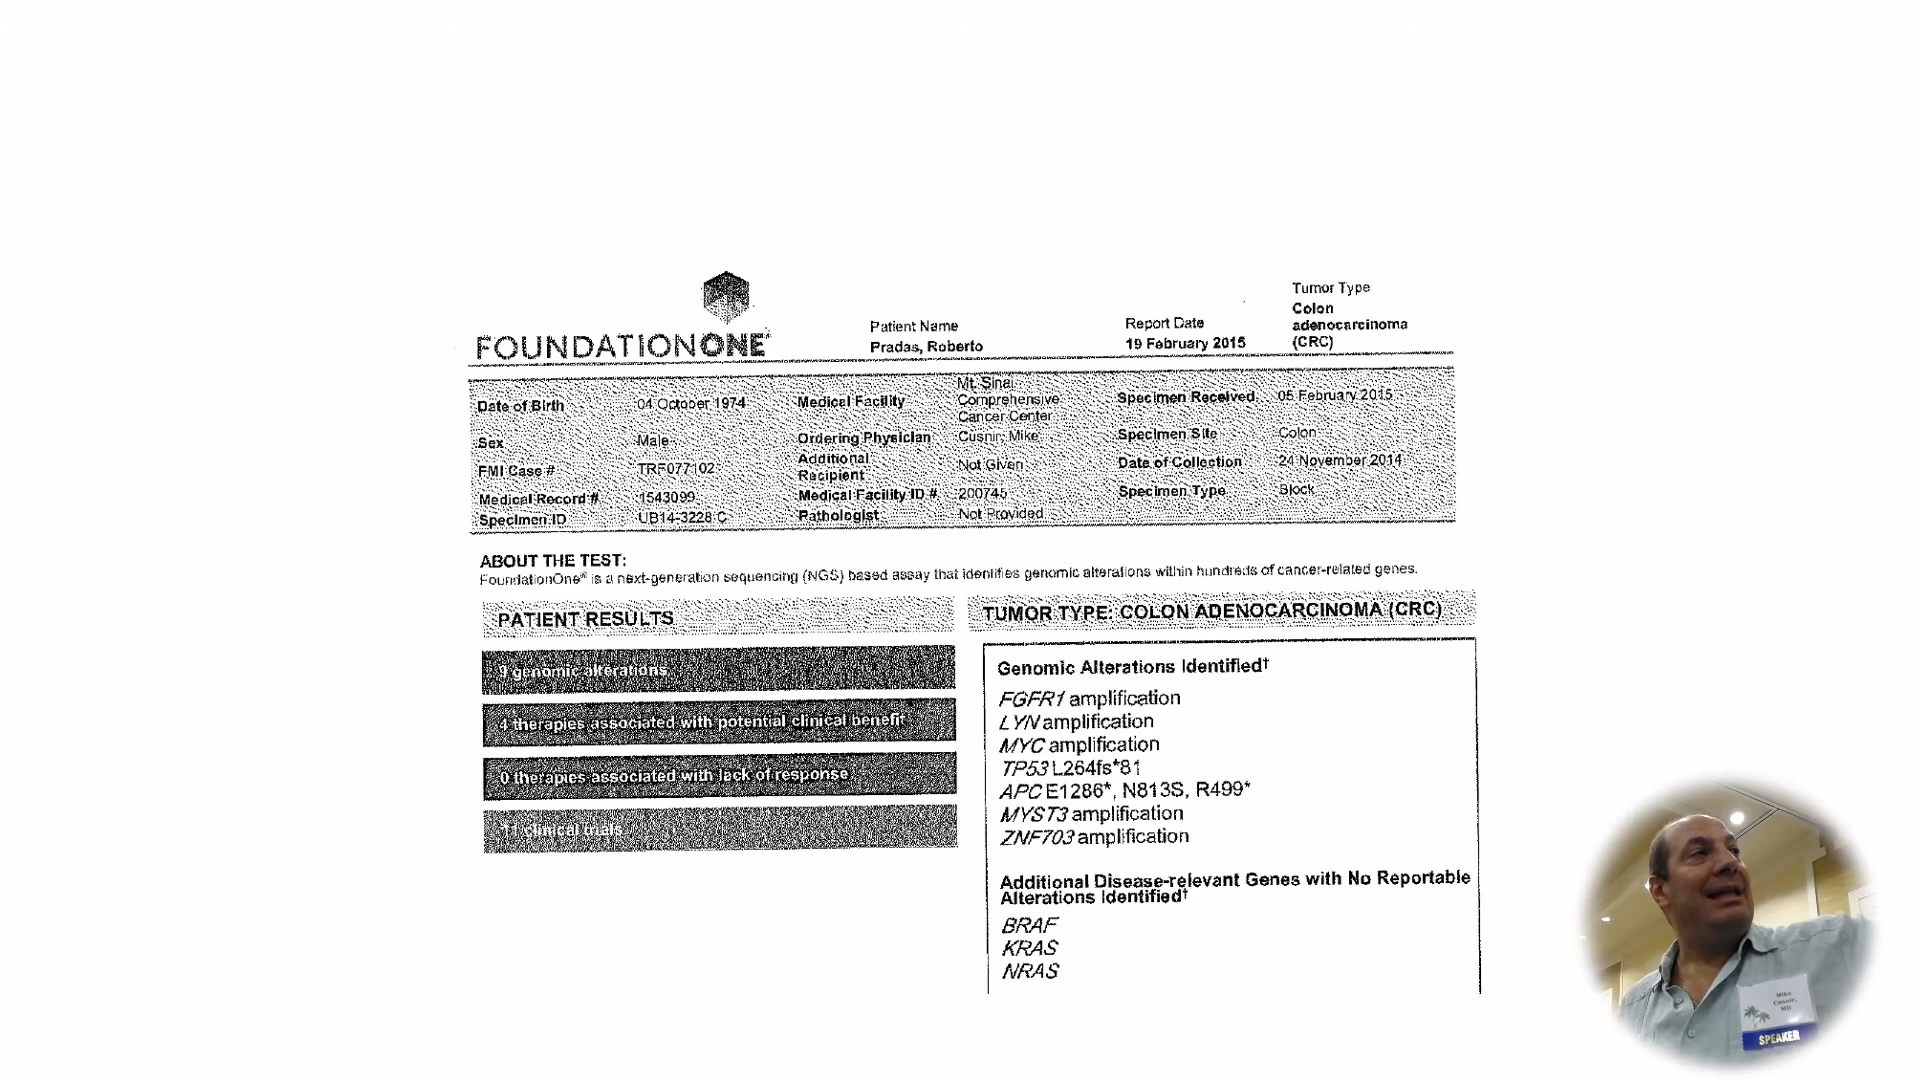 FOUNDATIONONE
Patient Name
Pradas, Roberto
Report Date
19 February 2015
Tumor Type
Colon
adenocarcinoma
(CRC)
Date of Birth 04 October 1974
Sex Male
FMI Case # TRF077102
Medical Record # 1543099
Specimen ID UB14-3228 C
Medical Facility Mt. Sinai Comprehensive Cancer Center
Ordering Physician Cusnir, Mike
Additional Recipient Not Given
Medical Facility ID # 200745
Pathologist Not Provided
Specimen Received 05 February 2015
Specimen Site Colon
Date of Collection 24 November 2014
Specimen Type Block
ABOUT THE TEST:
FoundationOne® is a next-generation sequencing (NGS) based assay that identifies genomic alterations within hundreds of cancer-related genes.
PATIENT RESULTS
9 genomic alterations
4 therapies associated with potential clinical benefit
0 therapies associated with lack of response
11 clinical trials
TUMOR TYPE: COLON ADENOCARCINOMA (CRC)
Genomic Alterations Identified†
FGFR1 amplification
LYN amplification
MYC amplification
TP53 L264fs*81
APC E1286*, N813S, R499*
MYST3 amplification
ZNF703 amplification
Additional Disease-relevant Genes with No Reportable
Alterations Identified†
BRAF
KRAS
NRAS
Mike
Cusnir,
MD
SPEAKER